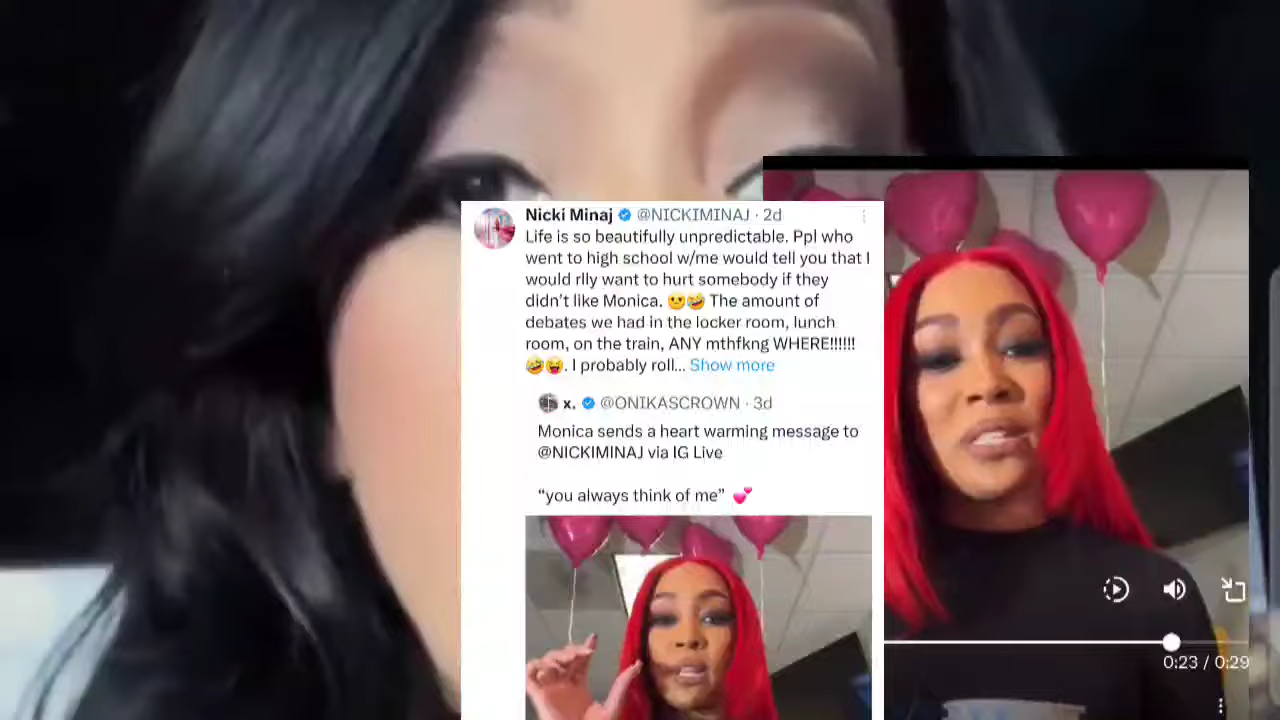 Nicki Minaj @NICKIMINAJ · 2d
Life is so beautifully unpredictable. Ppl who
went to high school w/me would tell you that I
would rlly want to hurt somebody if they
didn't like Monica. 🫤🤣 The amount of
debates we had in the locker room, lunch
room, on the train, ANY mthfkng WHERE!!!!!!
🤣😝. I probably roll... Show more
x. @ONIKASCROWN · 3d
Monica sends a heart warming message to
@NICKIMINAJ via IG Live
“you always think of me” 💕
0:23 / 0:29